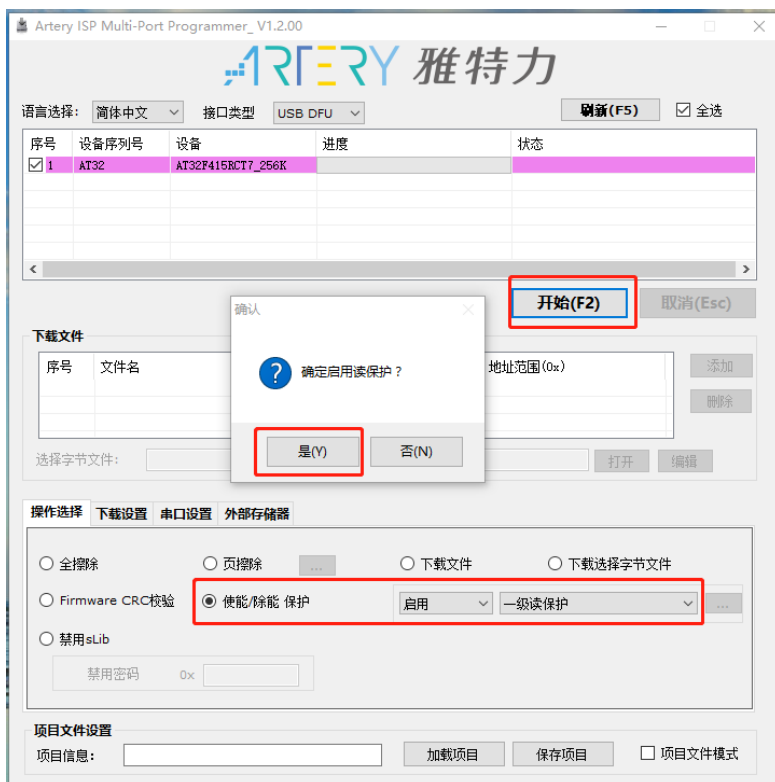 Artery ISP Multi-Port Programmer_ V1.2.00
ARTERY 雅特力
语言选择: 简体中文 接口类型 USB DFU 刷新(F5) 全选
序号 设备序列号 设备 进度 状态
1 AT32 AT32F415RCT7_256K
开始(F2) 取消(Esc)
确认
下载文件
序号 文件名 地址范围(0x) 添加
确定启用读保护?
删除
是(Y) 否(N)
选择字节文件: 打开 编辑
操作选择 下载设置 串口设置 外部存储器
全擦除 页擦除 ... 下载文件 下载选择字节文件
Firmware CRC校验 使能/除能 保护 启用 一级读保护 ...
禁用sLib
禁用密码 0x
项目文件设置
项目信息: 加载项目 保存项目 项目文件模式